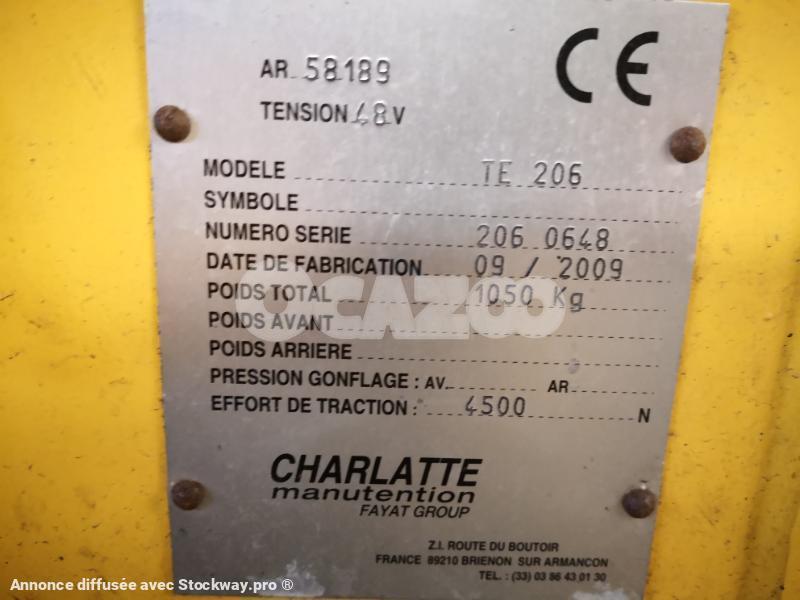 CE
AR 58189
TENSION 48 V
MODELE TE 206
SYMBOLE
NUMERO SERIE 206 0648
DATE DE FABRICATION 09 / 2009
POIDS TOTAL 1050 Kg
POIDS AVANT
POIDS ARRIERE
PRESSION GONFLAGE : AV. AR
EFFORT DE TRACTION : 4500 N
OCAZOO
CHARLATTE
manutention
FAYAT GROUP
Z.I. ROUTE DU BOUTOIR
FRANCE 89210 BRIENON SUR ARMANCON
TEL. : (33) 03 86 43 01 30
Annonce diffusée avec Stockway.pro ®